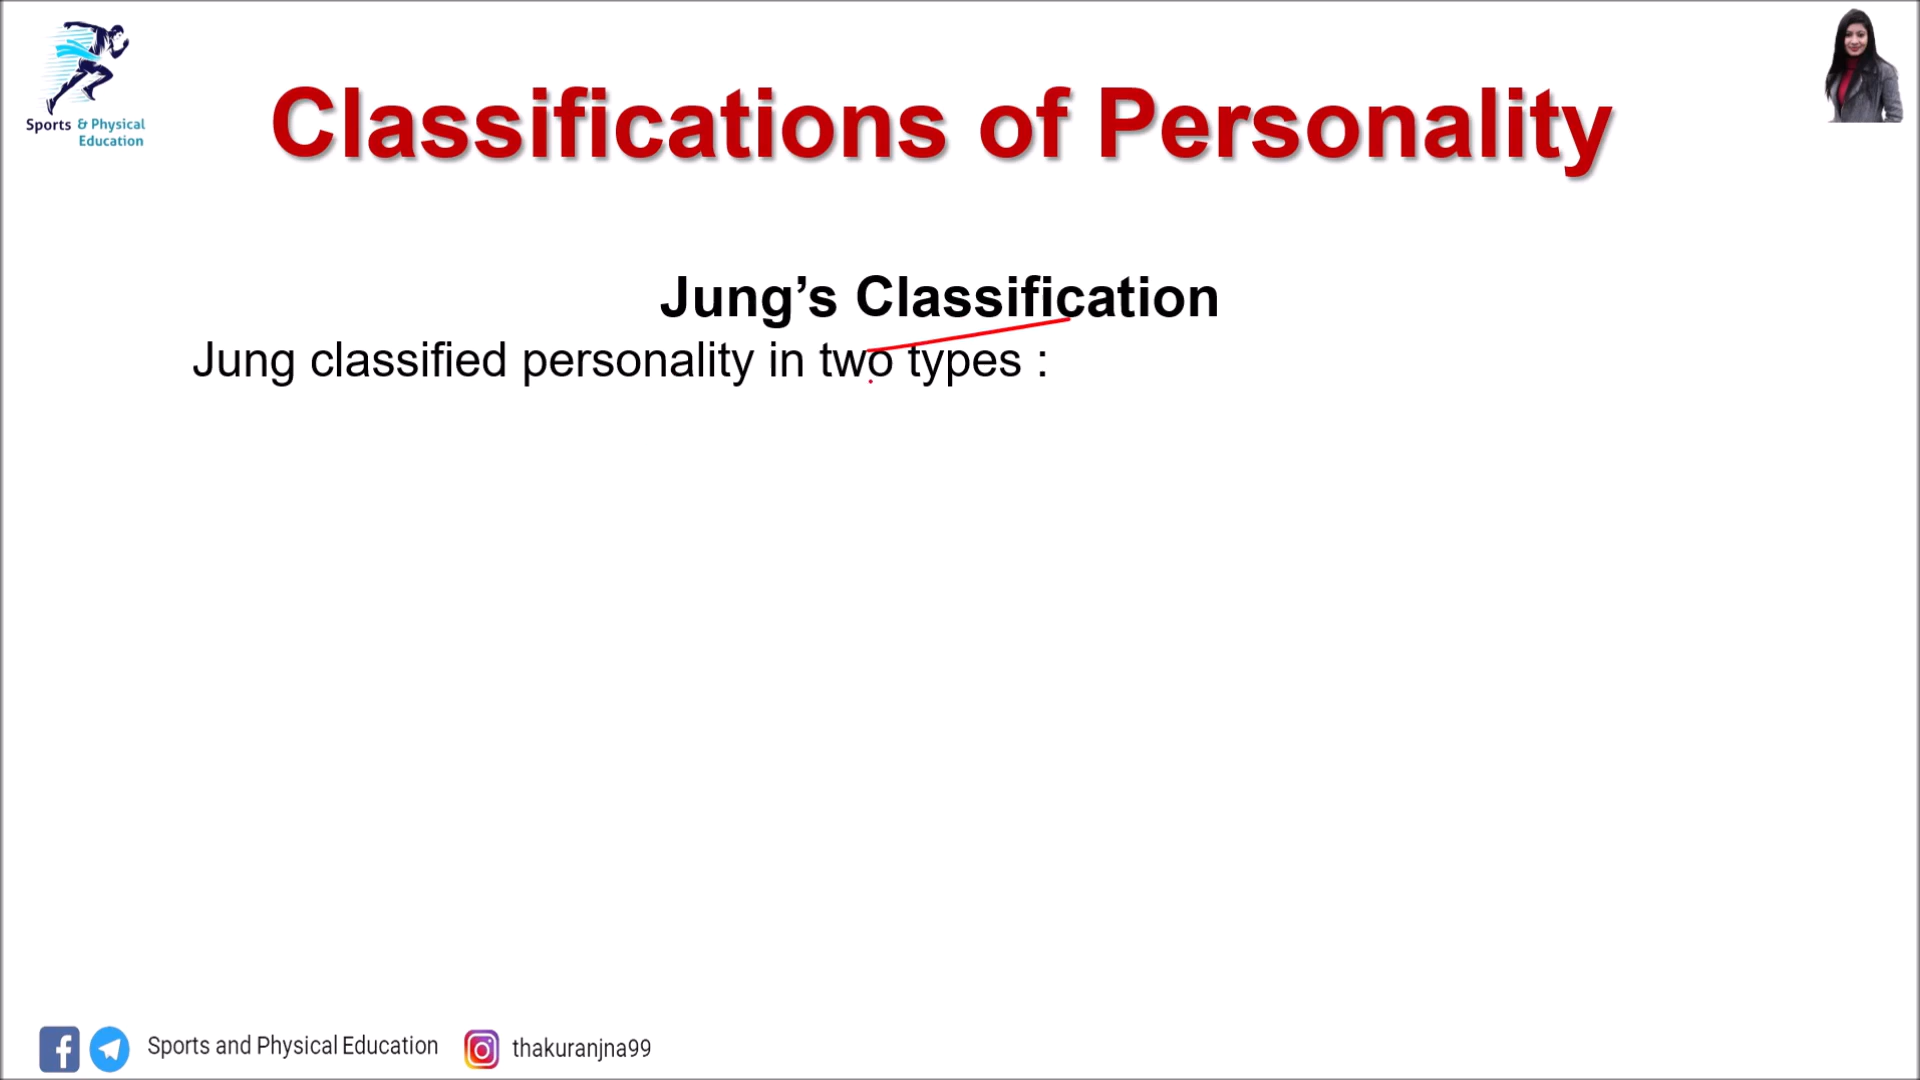 Sports & Physical
Education
Classifications of Personality
Jung’s Classification
Jung classified personality in two types :
Sports and Physical Education
thakuranjna99